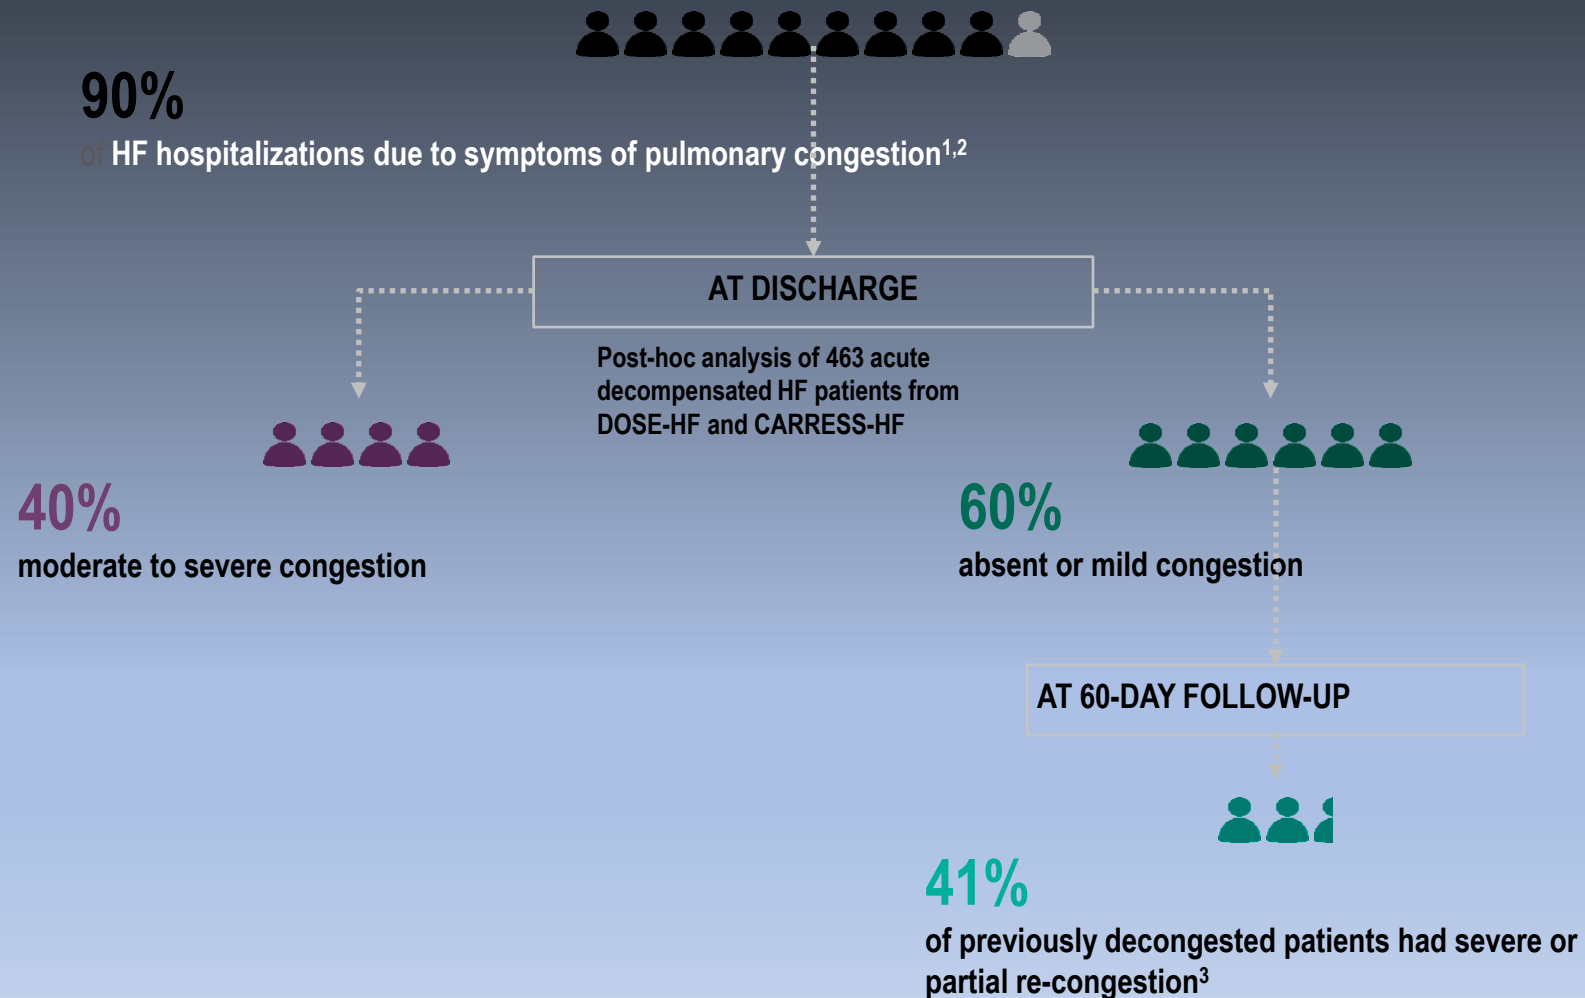 90%
of HF hospitalizations due to symptoms of pulmonary congestion1,2
AT DISCHARGE
Post-hoc analysis of 463 acute
decompensated HF patients from
DOSE-HF and CARRESS-HF
40%
moderate to severe congestion
60%
absent or mild congestion
AT 60-DAY FOLLOW-UP
41%
of previously decongested patients had severe or
partial re-congestion3